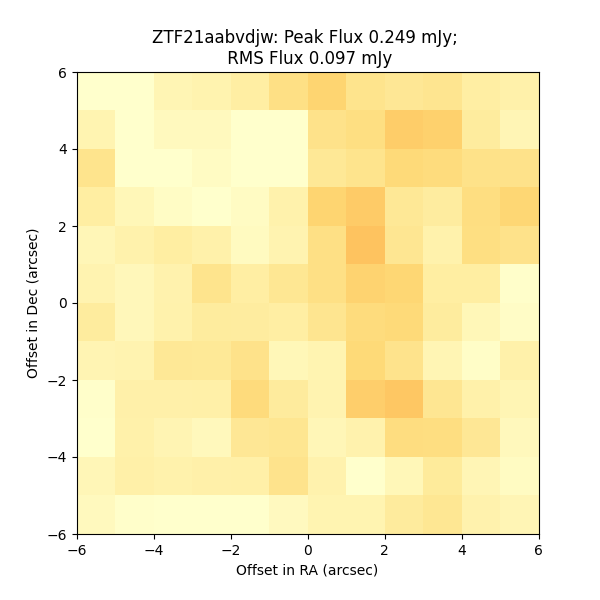 ZTF21aabvdjw: Peak Flux 0.249 mJy;
RMS Flux 0.097 mJy
6
4
2
0
−2
−4
−6
Offset in Dec (arcsec)
−6 −4 −2 0 2 4 6
Offset in RA (arcsec)